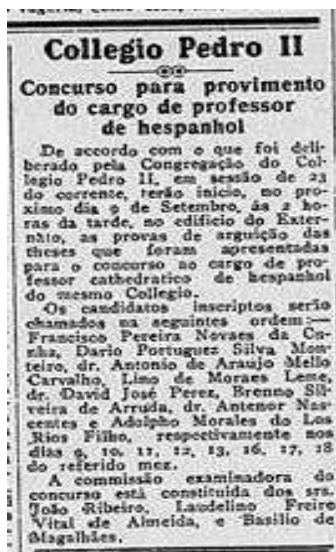 Collegio Pedro II
Concurso para provimento
do cargo de professor
de hespanhol
De accordo com o que foi deli-
berado pela Congregação do Col-
legio Pedro II, em sessão de 23
do corrente, terão inicio, no pro-
ximo dia 9 de Setembro, ás 2 ho-
ras da tarde, no edificio do Exter-
nato, as provas de arguição das
theses que foram apresentadas
para o concurso ao cargo de pro-
fessor cathedratico de hespanhol
do mesmo Collegio.
Os candidatos inscriptos serão
chamados na seguintes ordem:—
Francisco Pereira Novaes da Cu-
nha, Dario Portuguez Silva Mon-
teiro, dr. Antonio de Araujo Mello
Carvalho, Lino de Moraes Leme,
dr. David José Perez, Brenno Sil-
veira de Arruda, dr. Antenor Nas-
centes e Adolpho Morales do Los
Rios Filho, respectivamente nos
dias 9, 10, 11, 12, 13, 16, 17, 18
do referido mez.
A commissão examinadora do
concurso está constituida dos srs.
João Ribeiro, Laudelino Freire
Vital de Almeida, e Basilio de
Magalhães.